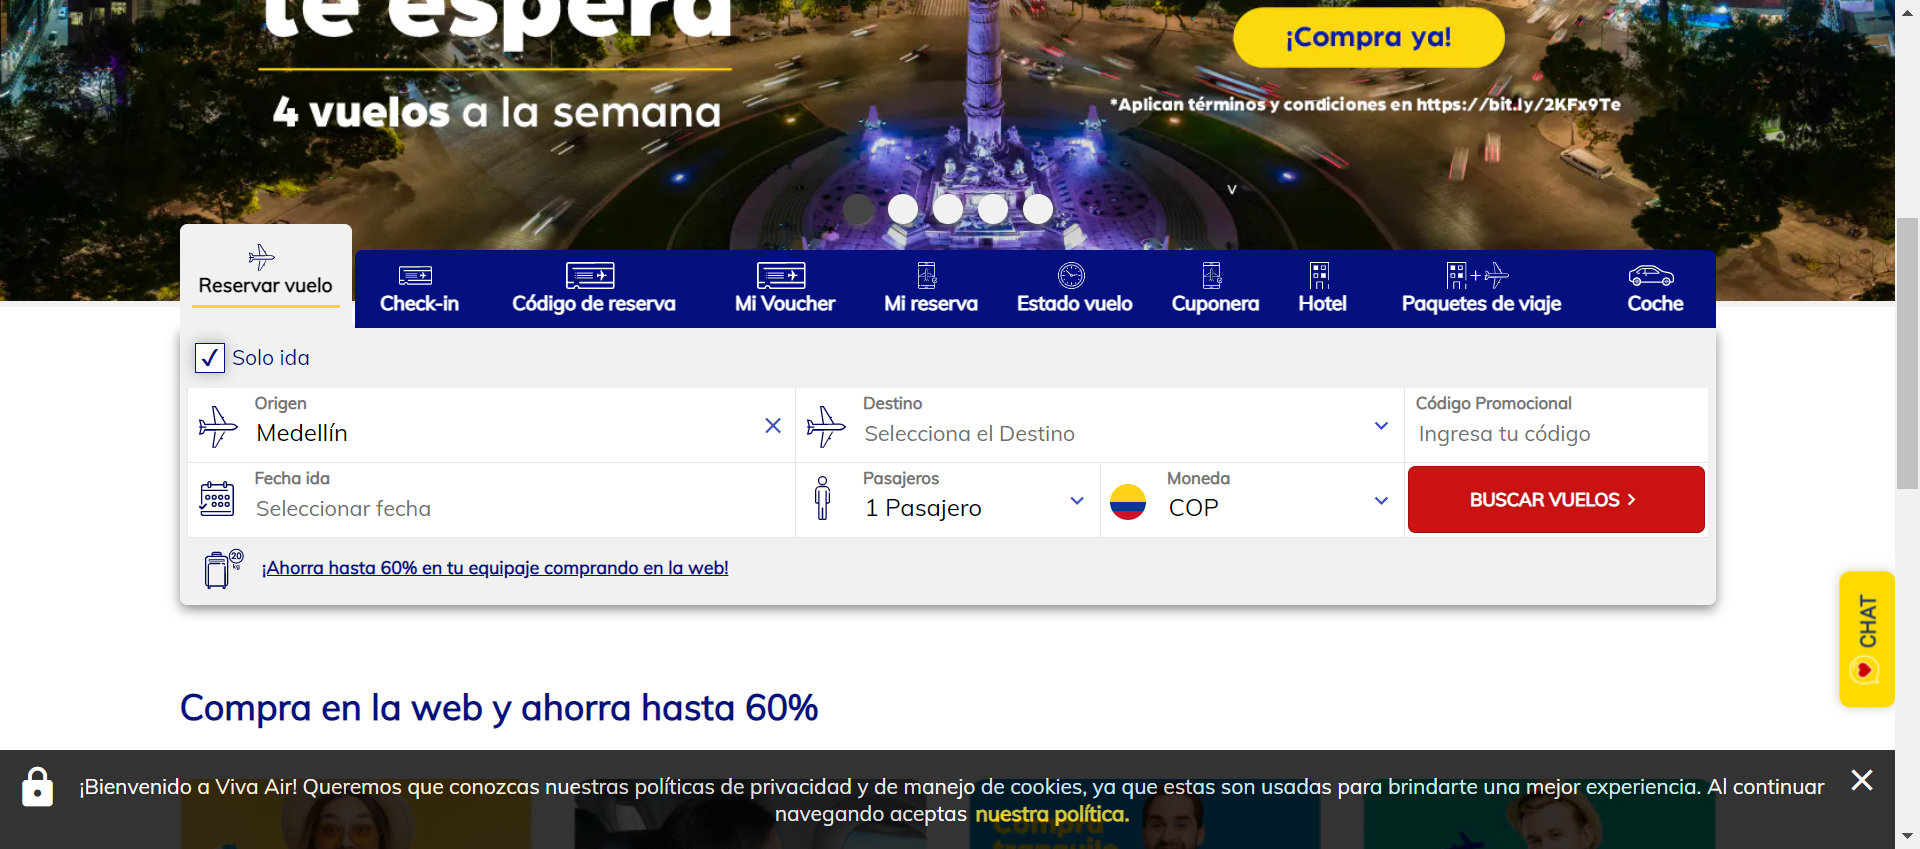 te espera
4 vuelos a la semana
¡Compra ya!
*Aplican términos y condiciones en https://bit.ly/2KFx9Te
v
Reservar vuelo
Check-in
Código de reserva
Mi Voucher
Mi reserva
Estado vuelo
Cuponera
Hotel
Paquetes de viaje
Coche
Solo ida
Origen
Medellín
Destino
Selecciona el Destino
Código Promocional
Ingresa tu código
Fecha ida
Seleccionar fecha
Pasajeros
1 Pasajero
Moneda
COP
BUSCAR VUELOS >
20
kg
¡Ahorra hasta 60% en tu equipaje comprando en la web!
CHAT
Compra en la web y ahorra hasta 60%
¡Bienvenido a Viva Air! Queremos que conozcas nuestras políticas de privacidad y de manejo de cookies, ya que estas son usadas para brindarte una mejor experiencia. Al continuar
navegando aceptas nuestra política.
Compra
tranquilo